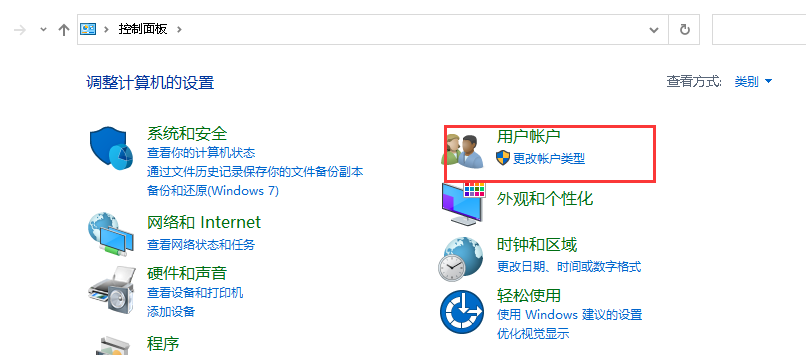 控制面板
调整计算机的设置
查看方式: 类别
系统和安全
查看你的计算机状态
通过文件历史记录保存你的文件备份副本
备份和还原(Windows 7)
网络和 Internet
查看网络状态和任务
硬件和声音
查看设备和打印机
添加设备
程序
用户帐户
更改帐户类型
外观和个性化
时钟和区域
更改日期、时间或数字格式
轻松使用
使用 Windows 建议的设置
优化视觉显示